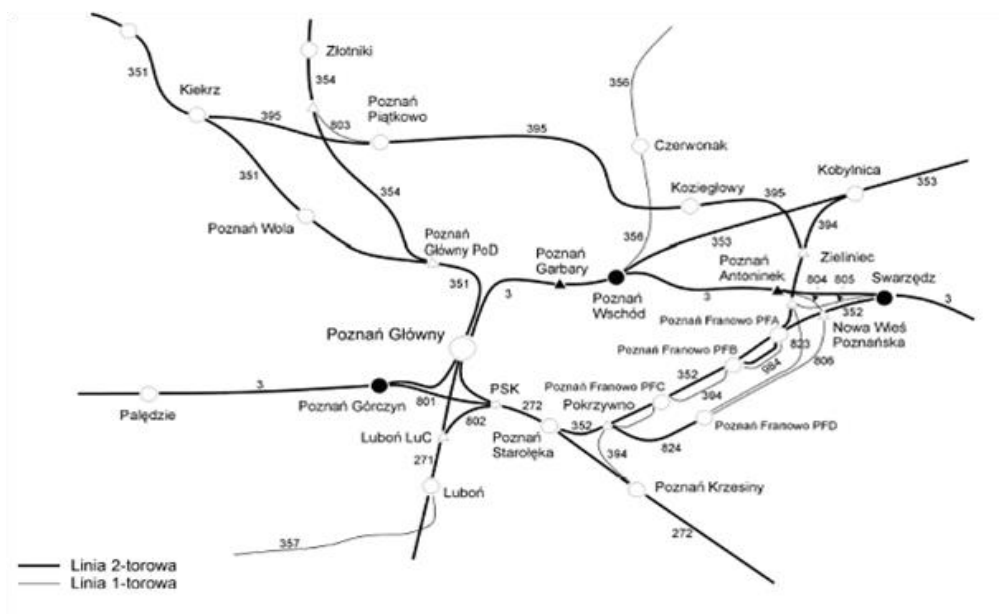 Złotniki
351
354
Kiekrz
356
Poznań
Piątkowo
803
395
395
Czerwonak
Kobylnica
353
351
354
Koziegłowy
395
394
Poznań Wola
Poznań
Główny PoD
356
353
Zieliniec
Poznań
Garbary
Poznań
Antoninek
804
805
Swarzędz
351
3
Poznań
Wschód
3
352
3
Poznań Główny
Poznań Franowo PFA
823
Nowa Wieś
Poznańska
Poznań Franowo PFB
806
984
352
3
PSK
Poznań Franowo PFC
394
Palędzie
Poznań Górczyn
801
272
Pokrzywno
802
352
Poznań Franowo PFD
Luboń LuC
Poznań
Starołęka
824
271
394
Luboń
Poznań Krzesiny
272
357
Linia 2-torowa
Linia 1-torowa